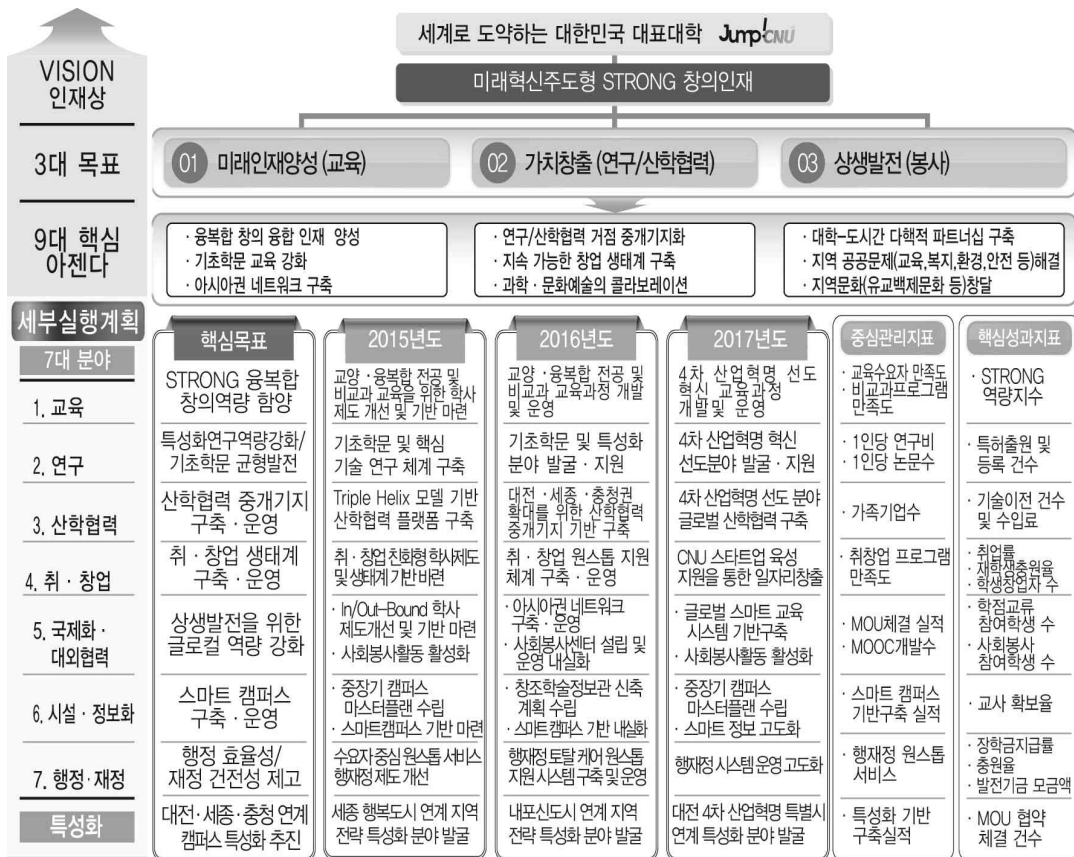 세계로 도약하는 대한민국 대표대학 Jump!CNU
VISION
인재상
미래혁신주도형 STRONG 창의인재
3대 목표
01 미래인재양성(교육)
02 가치창출(연구/산학협력)
03 상생발전(봉사)
9대 핵심
아젠다
· 융복합 창의 융합 인재 양성
· 기초학문 교육 강화
· 아시아권 네트워크 구축
· 연구/산학협력 거점 중개기지화
· 지속 가능한 창업 생태계 구축
· 과학·문화예술의 콜라보레이션
· 대학-도시간 다학적 파트너십 구축
· 지역 공공문제(교육,복지,환경,안전 등)해결
· 지역문화(유교백제문화 등)창달
세부실행계획
7대 분야
핵심목표
2015년도
2016년도
2017년도
중심관리지표
핵심성과지표
1. 교육
STRONG 융복합
창의역량 함양
교양·융복합 전공 및
비교과 교육을 위한 학사
제도 개선 및 기반 마련
교양·융복합 전공 및
비교과 교육과정 개발
및 운영
4차 산업혁명 선도
혁신 교육과정
개발 및 운영
· 교육수요자 만족도
· 비교과프로그램
만족도
· STRONG
역량지수
2. 연구
특성화연구역량강화/
기초학문 균형발전
기초학문 및 핵심
기술 연구 체계 구축
기초학문 및 특성화
분야 발굴·지원
4차 산업혁명 혁신
선도분야 발굴·지원
· 1인당 연구비
· 1인당 논문수
· 특허출원 및
등록 건수
3. 산학협력
산학협력 중개기지
구축·운영
Triple Helix 모델 기반
산학협력 플랫폼 구축
대전·세종·충청권
확대를 위한 산학협력
중개기지 기반 구축
4차 산업혁명 선도 분야
글로벌 산학협력 구축
· 가족기업수
· 기술이전 건수
및 수입료
4. 취·창업
취·창업 생태계
구축·운영
취·창업 친화형 학사제도
및 생태계 기반 바련
취·창업 원스톱 지원
체계 구축·운영
CNU 스타트업 육성
지원을 통한 일자리창출
· 취창업 프로그램
만족도
· 취업률
· 재학생충원율
· 학생창업자 수
5. 국제화·
대외협력
상생발전을 위한
글로컬 역량 강화
· In/Out-Bound 학사
제도개선 및 기반 마련
· 사회봉사활동 활성화
· 아시아권 네트워크
구축·운영
· 사회봉사센터 설립 및
운영 내실화
· 글로벌 스마트 교육
시스템 기반구축
· 사회봉사활동 활성화
· MOU체결 실적
· MOOC개발수
· 학점교류
참여학생 수
· 사회봉사
참여학생 수
6. 시설·정보화
스마트 캠퍼스
구축·운영
· 중장기 캠퍼스
마스터플랜 수립
· 스마트캠퍼스 기반 마련
· 창조학술정보관 신축
계획 수립
· 스마트캠퍼스 기반 내실화
· 중장기 캠퍼스
마스터플랜 수립
· 스마트 정보 고도화
· 스마트 캠퍼스
기반구축 실적
· 교사 확보율
7. 행정·재정
행정 효율성/
재정 건전성 제고
수요자 중심 원스톱 서비스
행재정 제도 개선
행재정 토탈 케어 원스톱
지원 시스템 구축 및 운영
행재정 시스템 운영 고도화
· 행재정 원스톱
서비스
· 장학금지급률
· 충원율
· 발전기금 모금액
특성화
대전·세종·충청 연계
캠퍼스 특성화 추진
세종 행복도시 연계 지역
전략 특성화 분야 발굴
내포신도시 연계 지역
전략 특성화 분야 발굴
대전 4차 산업혁명 특별시
연계 특성화 분야 발굴
· 특성화 기반
구축실적
· MOU 협약
체결 건수